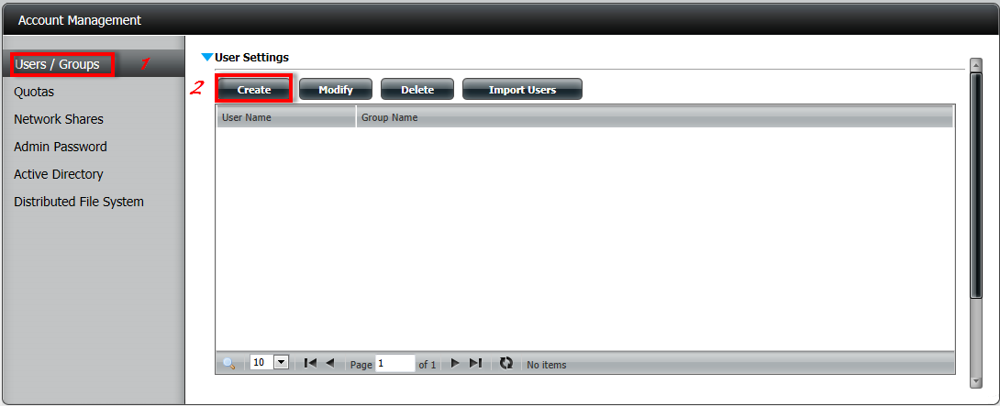 Account Management
Users / Groups 1
Quotas
Network Shares
Admin Password
Active Directory
Distributed File System
User Settings
2 Create Modify Delete Import Users
User Name Group Name
10 Page 1 of 1 No items